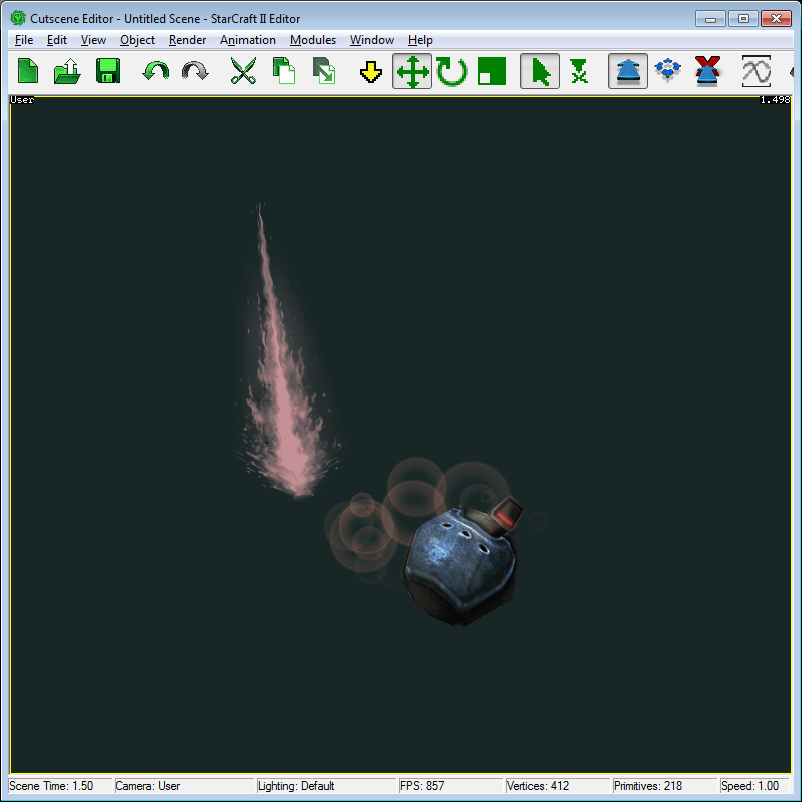 Cutscene Editor - Untitled Scene - StarCraft II Editor
File Edit View Object Render Animation Modules Window Help
User 1.498
Scene Time: 1.50 Camera: User Lighting: Default FPS: 857 Vertices: 412 Primitives: 218 Speed: 1.00